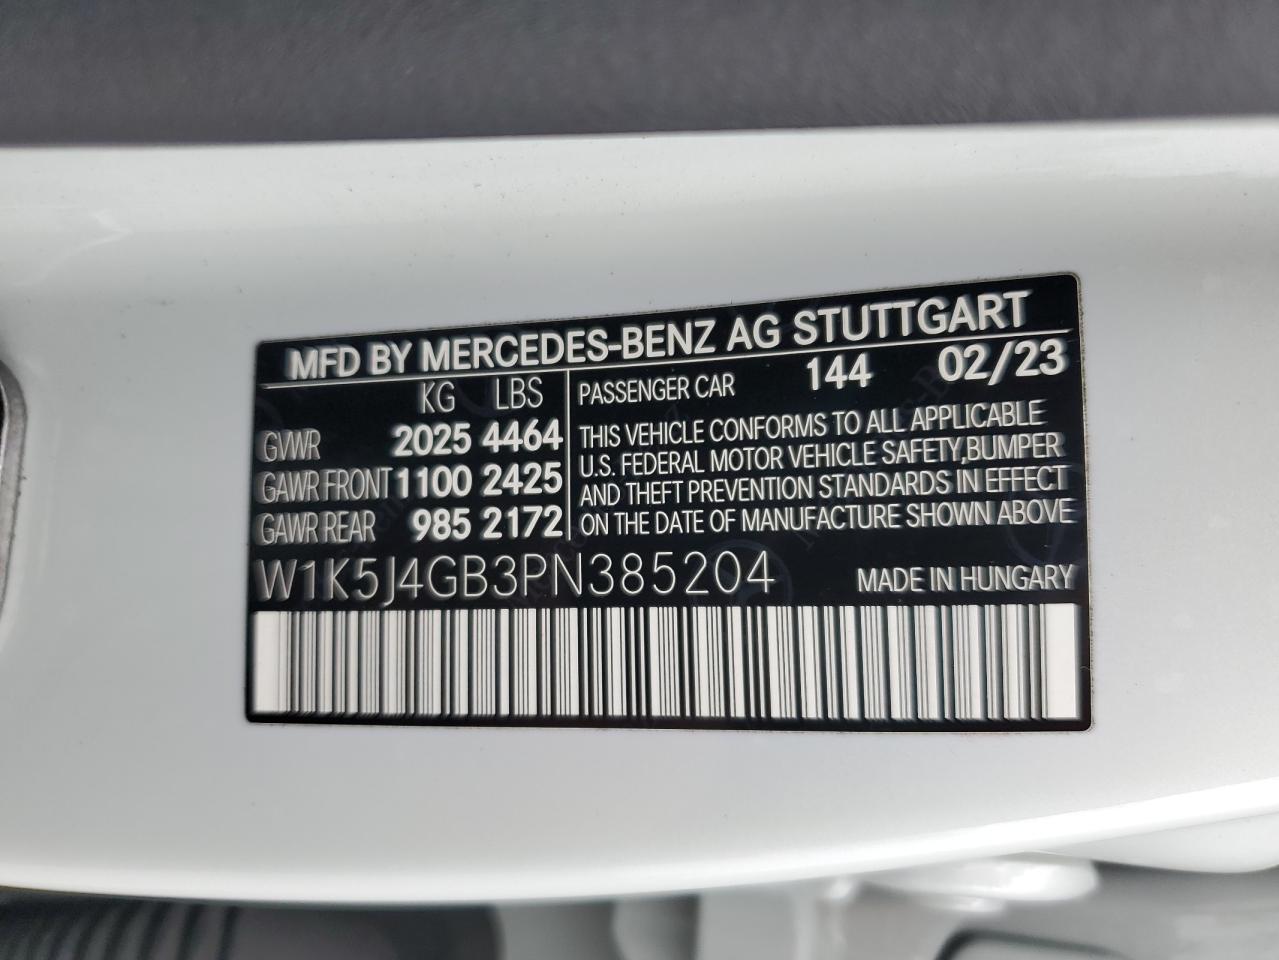 MFD BY MERCEDES-BENZ AG STUTTGART
KG LBS
GVWR 2025 4464
GAWR FRONT 1100 2425
GAWR REAR 985 2172
PASSENGER CAR 144 02/23
THIS VEHICLE CONFORMS TO ALL APPLICABLE
U.S. FEDERAL MOTOR VEHICLE SAFETY,BUMPER
AND THEFT PREVENTION STANDARDS IN EFFECT
ON THE DATE OF MANUFACTURE SHOWN ABOVE
W1K5J4GB3PN385204 MADE IN HUNGARY